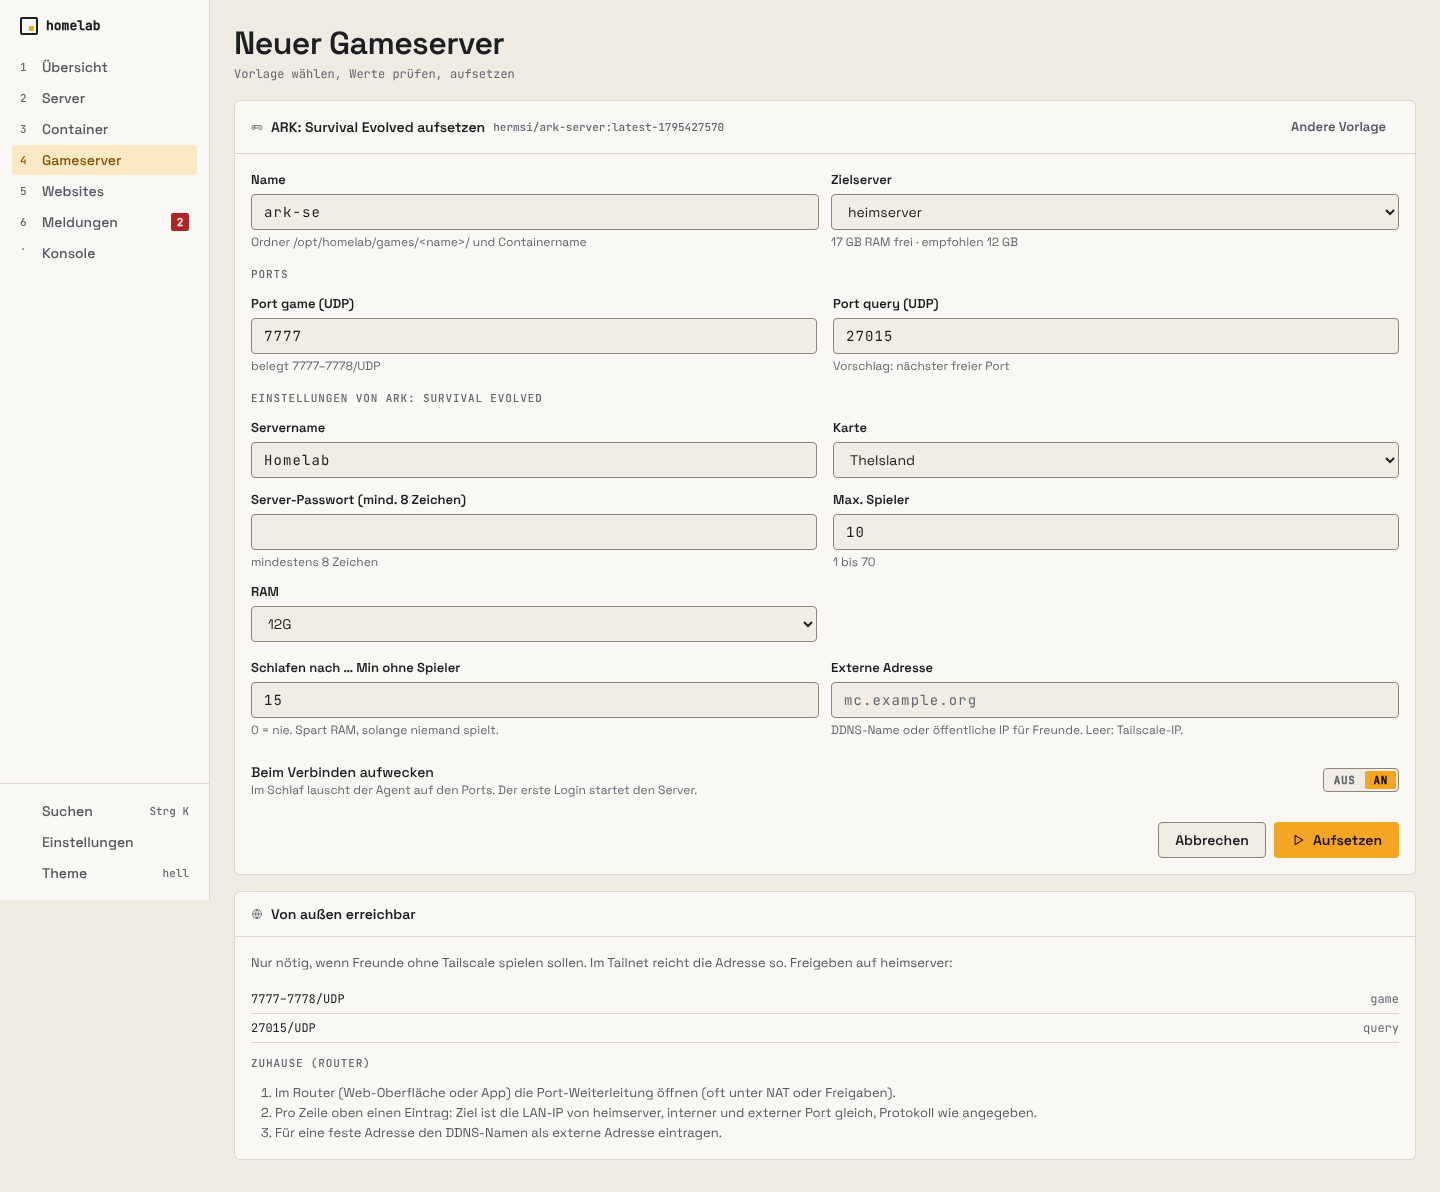 homelab
1 Übersicht
2 Server
3 Container
4 Gameserver
5 Websites
6 Meldungen 2
` Konsole
Suchen Strg K
Einstellungen
Theme hell
Neuer Gameserver
Vorlage wählen, Werte prüfen, aufsetzen
ARK: Survival Evolved aufsetzen hermsi/ark-server:latest-1795427570 Andere Vorlage
Name Zielserver
ark-se heimserver
Ordner /opt/homelab/games/<name>/ und Containername 17 GB RAM frei · empfohlen 12 GB
PORTS
Port game (UDP) Port query (UDP)
7777 27015
belegt 7777–7778/UDP Vorschlag: nächster freier Port
EINSTELLUNGEN VON ARK: SURVIVAL EVOLVED
Servername Karte
Homelab TheIsland
Server-Passwort (mind. 8 Zeichen) Max. Spieler
10
mindestens 8 Zeichen 1 bis 70
RAM
12G
Schlafen nach … Min ohne Spieler Externe Adresse
15 mc.example.org
0 = nie. Spart RAM, solange niemand spielt. DDNS-Name oder öffentliche IP für Freunde. Leer: Tailscale-IP.
Beim Verbinden aufwecken AUS AN
Im Schlaf lauscht der Agent auf den Ports. Der erste Login startet den Server.
Abbrechen Aufsetzen
Von außen erreichbar
Nur nötig, wenn Freunde ohne Tailscale spielen sollen. Im Tailnet reicht die Adresse so. Freigeben auf heimserver:
7777–7778/UDP game
27015/UDP query
ZUHAUSE (ROUTER)
1. Im Router (Web-Oberfläche oder App) die Port-Weiterleitung öffnen (oft unter NAT oder Freigaben).
2. Pro Zeile oben einen Eintrag: Ziel ist die LAN-IP von heimserver, interner und externer Port gleich, Protokoll wie angegeben.
3. Für eine feste Adresse den DDNS-Namen als externe Adresse eintragen.